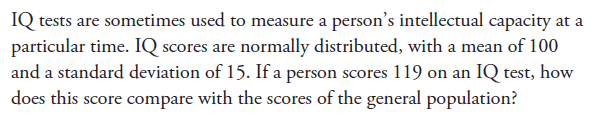 IQ tests are sometimes used to measure a person’s intellectual capacity at a
particular time. IQ scores are normally distributed, with a mean of 100
and a standard deviation of 15. If a person scores 119 on an IQ test, how
does this score compare with the scores of the general population?